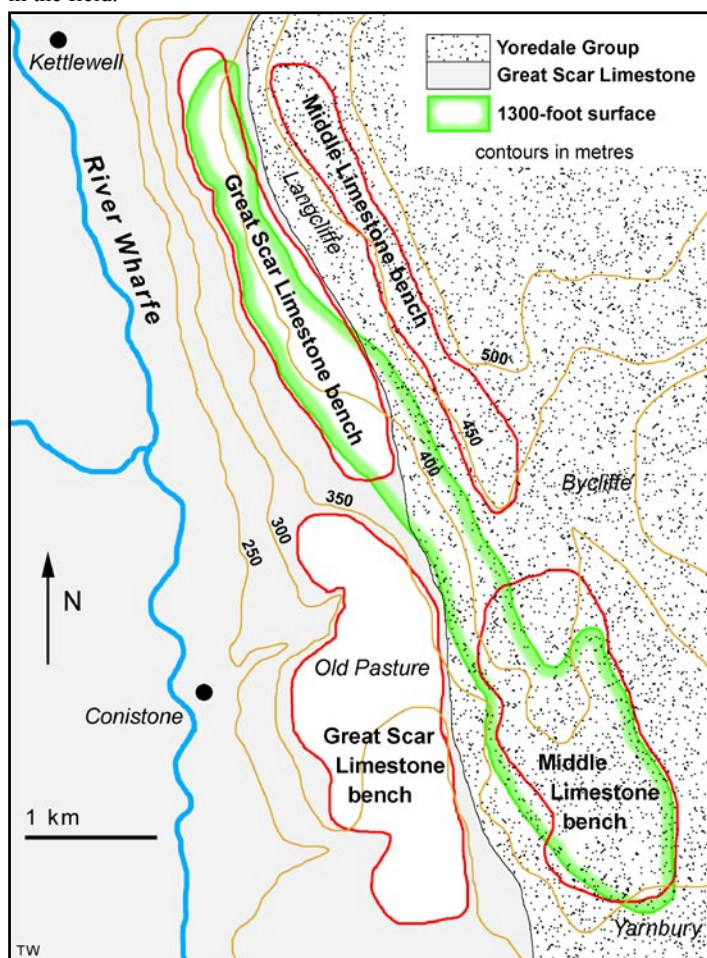 in the field.
Kettlewell
Yoredale Group
Great Scar Limestone
1300-foot surface
contours in metres
River Wharfe
Langcliffe
Middle Limestone bench
Great Scar Limestone bench
500
450
400
Bycliffe
350
300
250
N
Old Pasture
Conistone
Great Scar
Limestone
bench
Middle
Limestone
bench
1 km
Yarnbury
TW